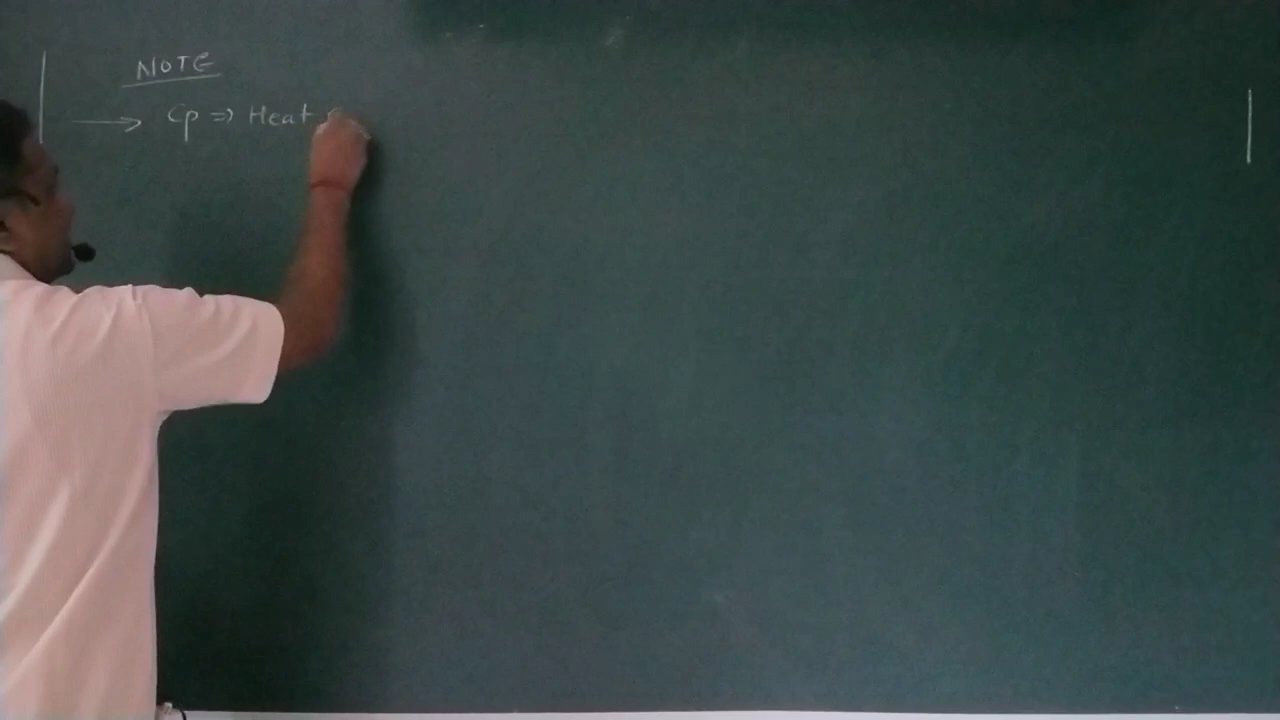 NOTE
→ Cp ⇒ Heat